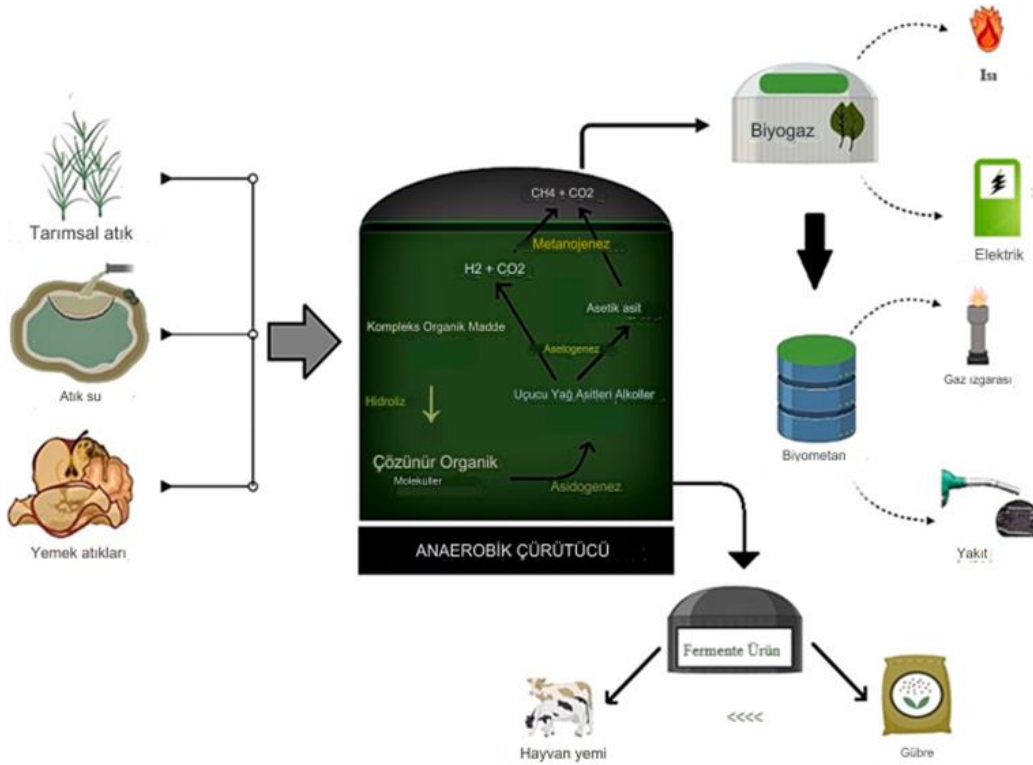 Tarımsal atık
Atık su
Yemek atıkları
CH4 + CO2
Metanojenez
H2 + CO2
Asetik asit
Kompleks Organik Madde
Asetogenez
Hidroliz
Uçucu Yağ Asitleri Alkoller
Çözünür Organik
Moleküller
Asidogenez
ANAEROBİK ÇÜRÜTÜCÜ
Biyogaz
Isı
Elektrik
Biyometan
Gaz ızgarası
Yakıt
Fermente Ürün
Hayvan yemi
<<<<
Gübre